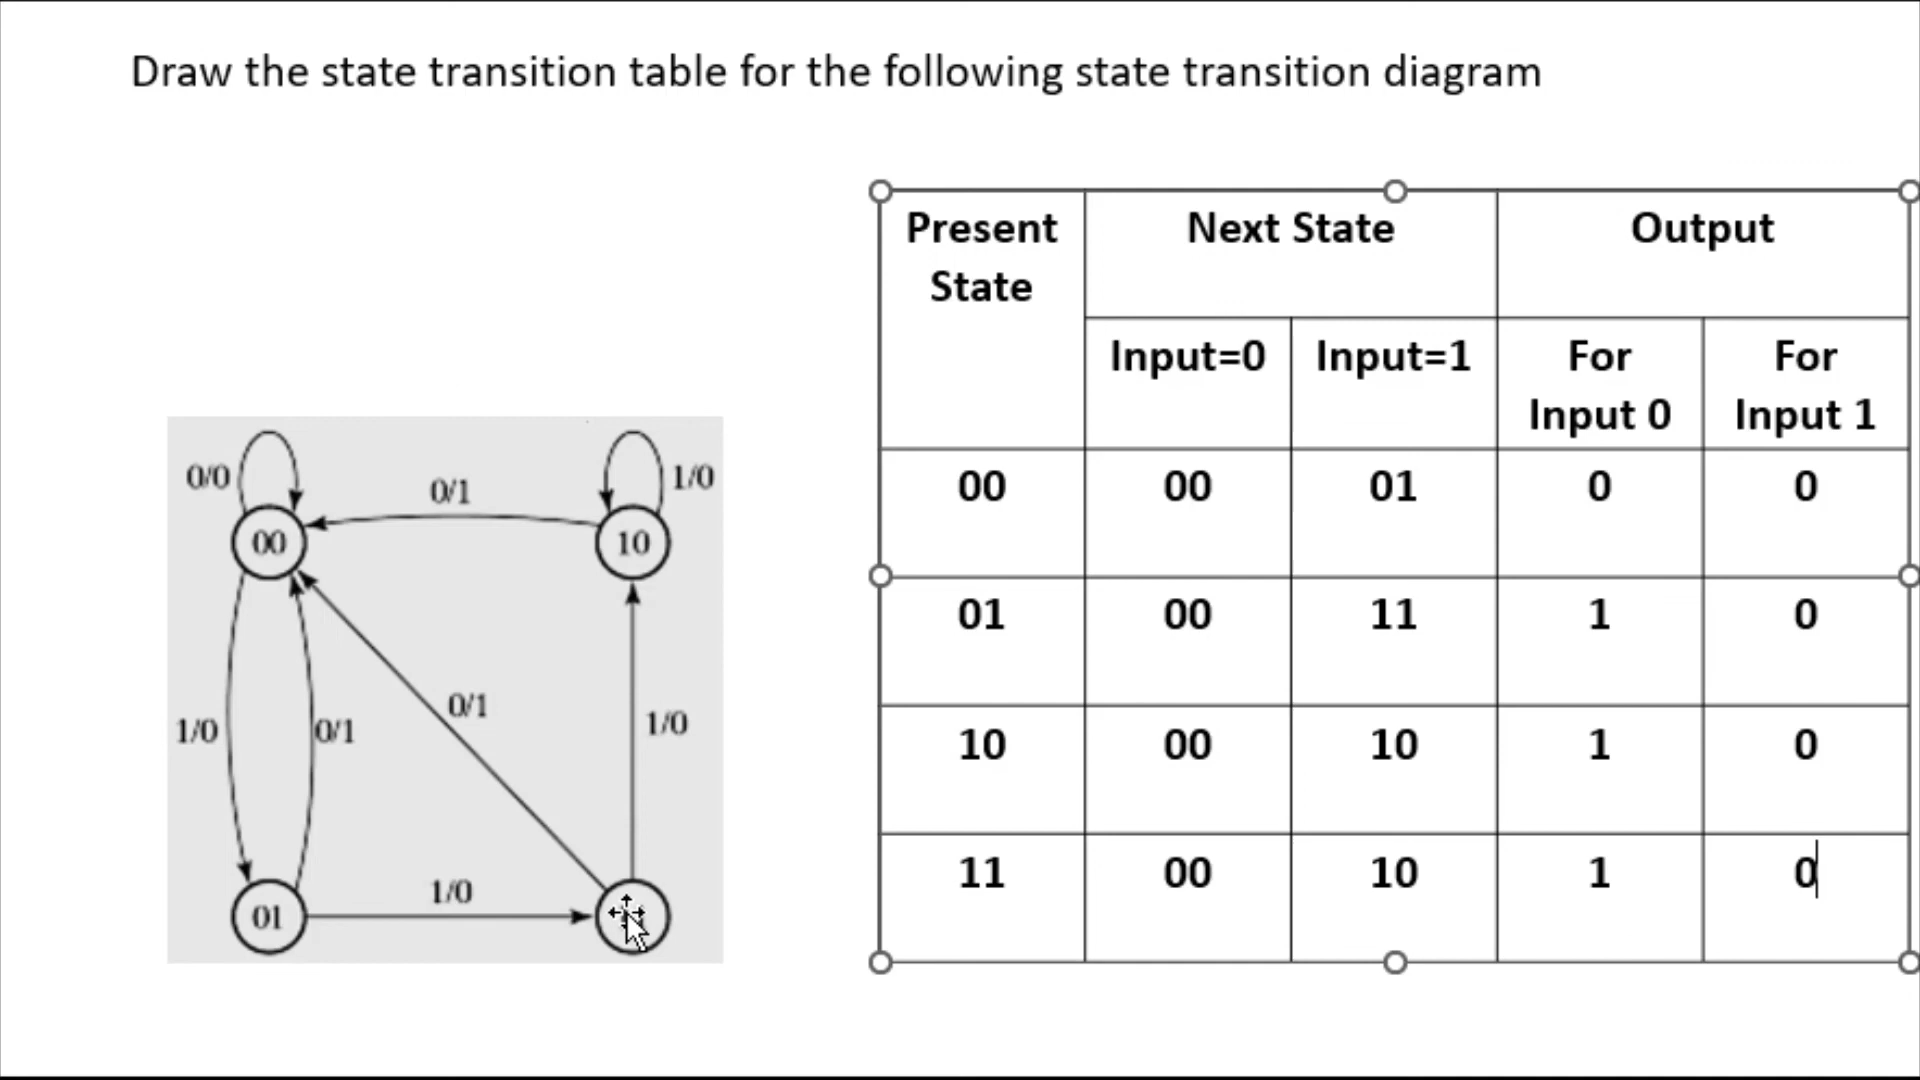 Draw the state transition table for the following state transition diagram
Present
State
Next State
Output
Input=0
Input=1
For
Input 0
For
Input 1
00
00
01
0
0
01
00
11
1
0
10
00
10
1
0
11
00
10
1
0
0/0
0/1
1/0
00
10
0/1
1/0
0/1
1/0
1/0
01